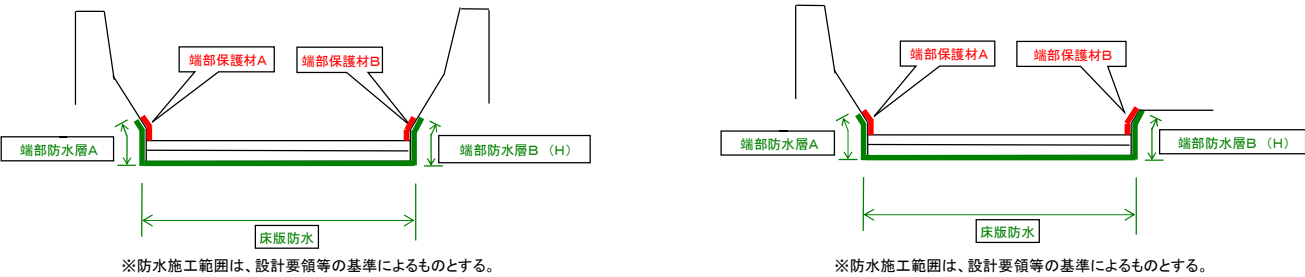 端部保護材A
端部保護材B
端部防水層A
端部防水層B（H）
床版防水
※防水施工範囲は、設計要領等の基準によるものとする。
端部保護材A
端部保護材B
端部防水層A
端部防水層B（H）
床版防水
※防水施工範囲は、設計要領等の基準によるものとする。